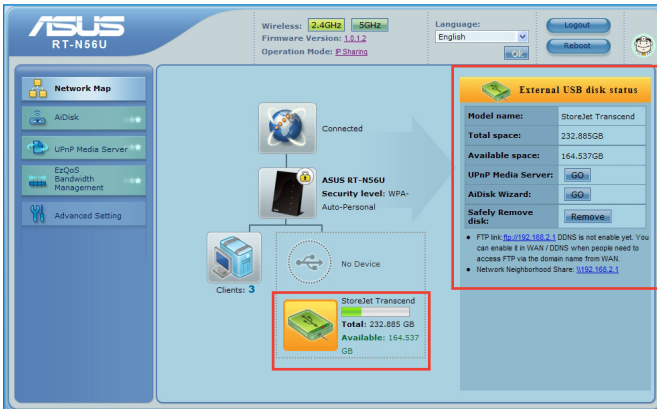 ASUS
RT-N56U
Wireless: 2.4GHz 5GHz
Firmware Version: 1.0.1.2
Operation Mode: IP Sharing
Language:
English
OK
Logout
Reboot
Network Map
AiDisk
UPnP Media Server
EzQoS
Bandwidth
Management
Advanced Setting
Connected
ASUS RT-N56U
Security level: WPA-
Auto-Personal
Clients: 3
No Device
StoreJet Transcend
Total: 232.885 GB
Available: 164.537
GB
External USB disk status
Model name: StoreJet Transcend
Total space: 232.885GB
Available space: 164.537GB
UPnP Media Server: GO
AiDisk Wizard: GO
Safely Remove
disk: Remove
FTP link:ftp://192.168.2.1 DDNS is not enable yet. You
can enable it in WAN / DDNS when people need to
access FTP via the domain name from WAN.
Network Neighborhood Share: \\192.168.2.1